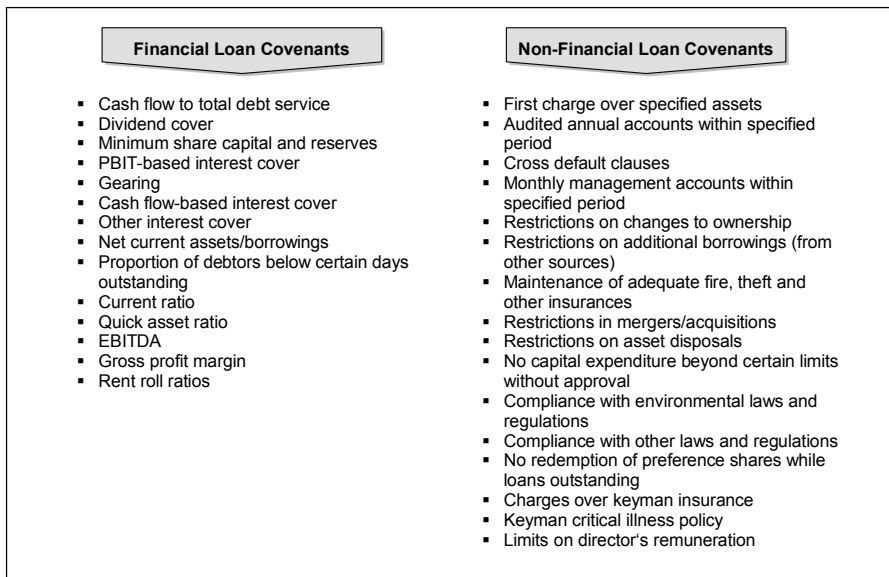 Financial Loan Covenants
▪ Cash flow to total debt service
▪ Dividend cover
▪ Minimum share capital and reserves
▪ PBIT-based interest cover
▪ Gearing
▪ Cash flow-based interest cover
▪ Other interest cover
▪ Net current assets/borrowings
▪ Proportion of debtors below certain days
outstanding
▪ Current ratio
▪ Quick asset ratio
▪ EBITDA
▪ Gross profit margin
▪ Rent roll ratios
Non-Financial Loan Covenants
▪ First charge over specified assets
▪ Audited annual accounts within specified
period
▪ Cross default clauses
▪ Monthly management accounts within
specified period
▪ Restrictions on changes to ownership
▪ Restrictions on additional borrowings (from
other sources)
▪ Maintenance of adequate fire, theft and
other insurances
▪ Restrictions in mergers/acquisitions
▪ Restrictions on asset disposals
▪ No capital expenditure beyond certain limits
without approval
▪ Compliance with environmental laws and
regulations
▪ Compliance with other laws and regulations
▪ No redemption of preference shares while
loans outstanding
▪ Charges over keyman insurance
▪ Keyman critical illness policy
▪ Limits on director‘s remuneration